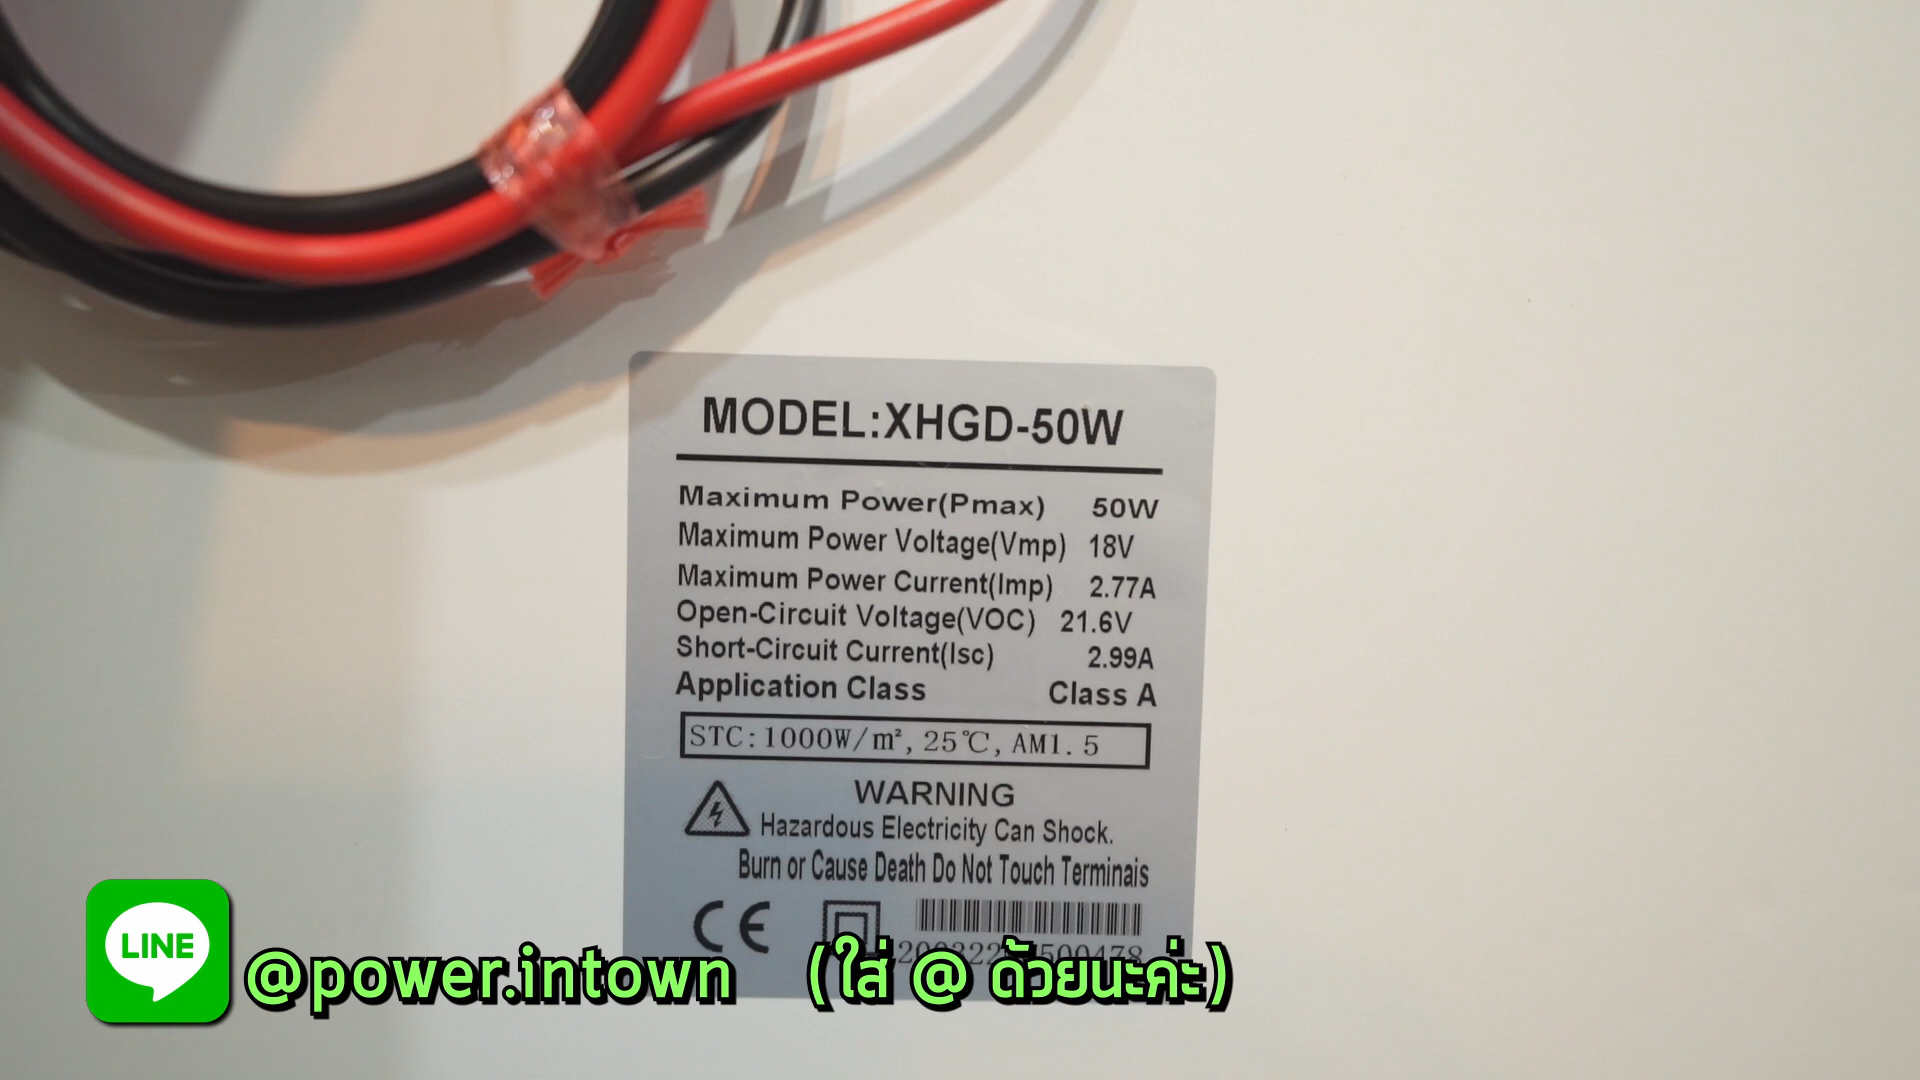 MODEL:XHGD-50W
Maximum Power(Pmax) 50W
Maximum Power Voltage(Vmp) 18V
Maximum Power Current(Imp) 2.77A
Open-Circuit Voltage(VOC) 21.6V
Short-Circuit Current(Isc) 2.99A
Application Class Class A
STC:1000W/m²,25℃,AM1.5
WARNING
Hazardous Electricity Can Shock.
Burn or Cause Death Do Not Touch Terminais
CE
LINE
@power.intown (ใส่ @ ด้วยนะค่ะ)